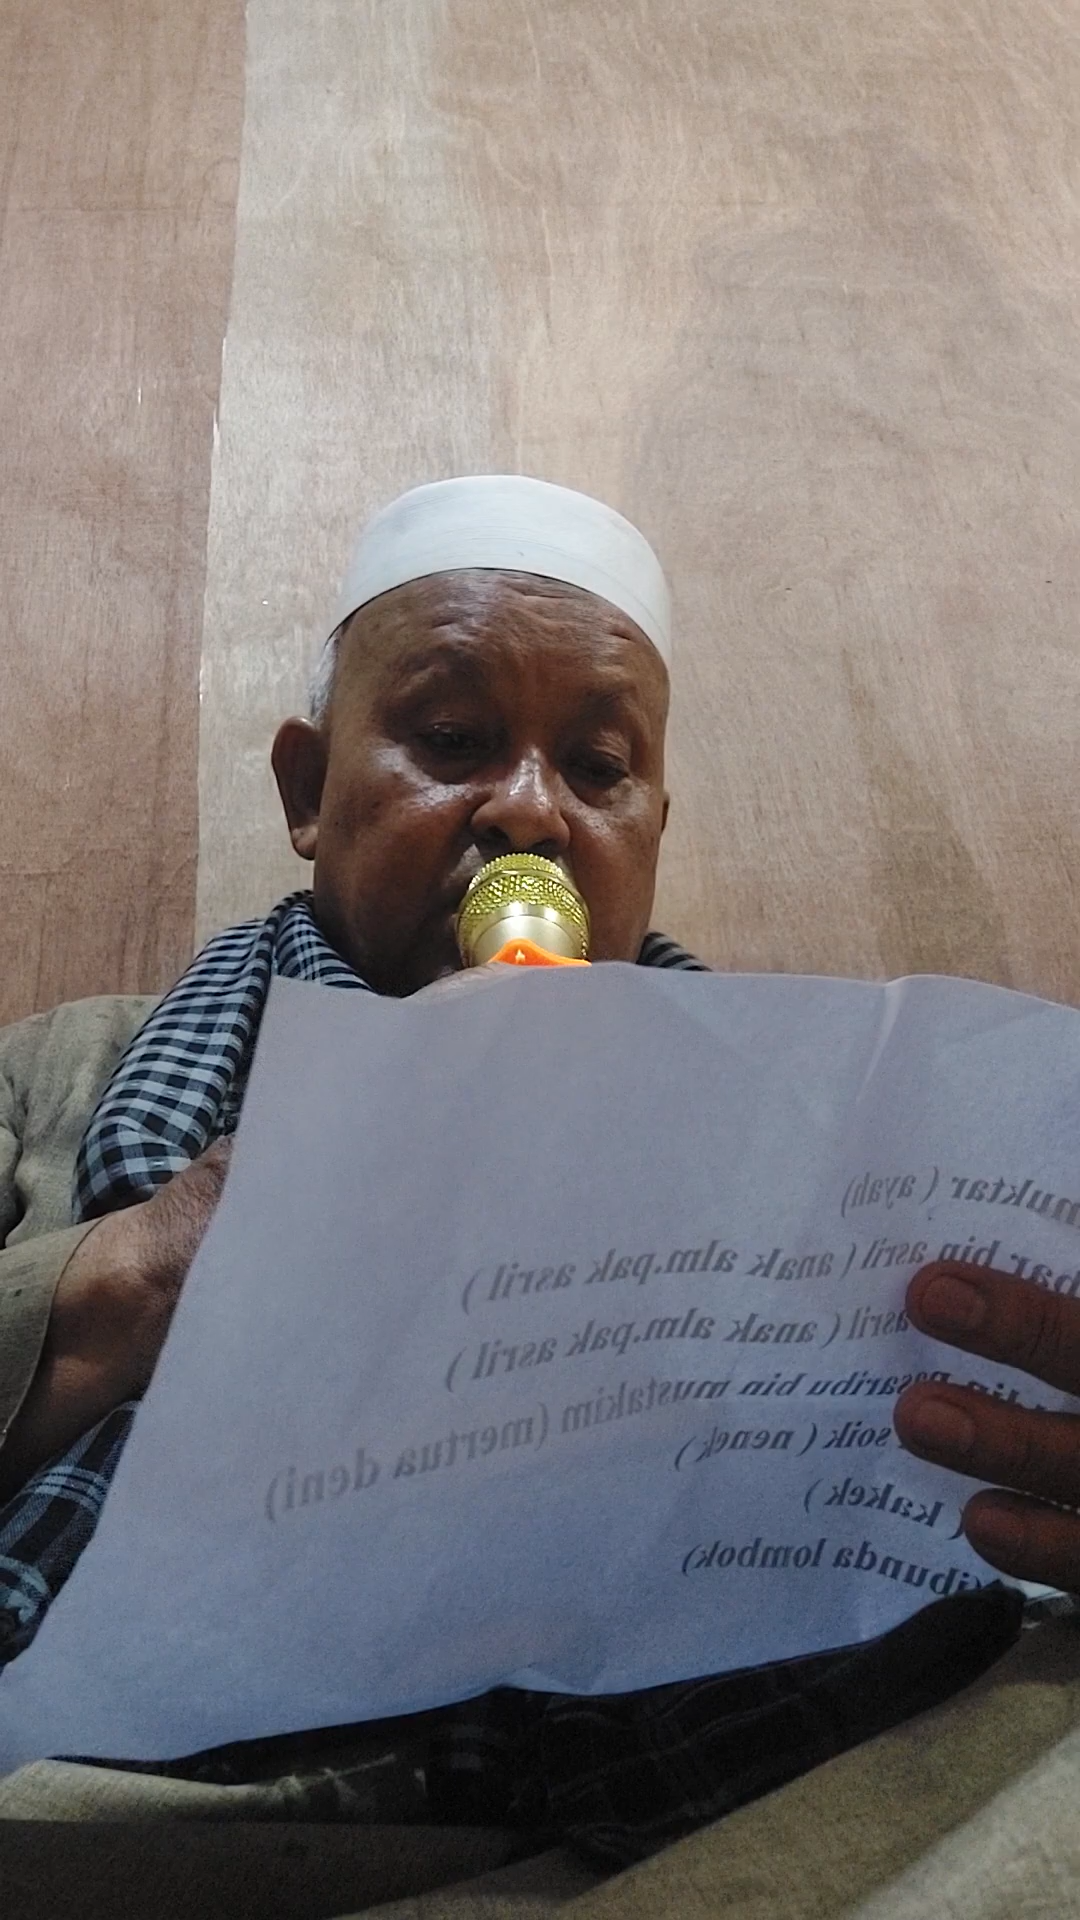 muktar ( ayah)
bar bin asril ( anak alm.pak asril )
asril ( anak alm.pak asril )
pasaribu bin mustakim (mertua deni)
soik ( nenek )
( kakek )
(ibunda lombok)